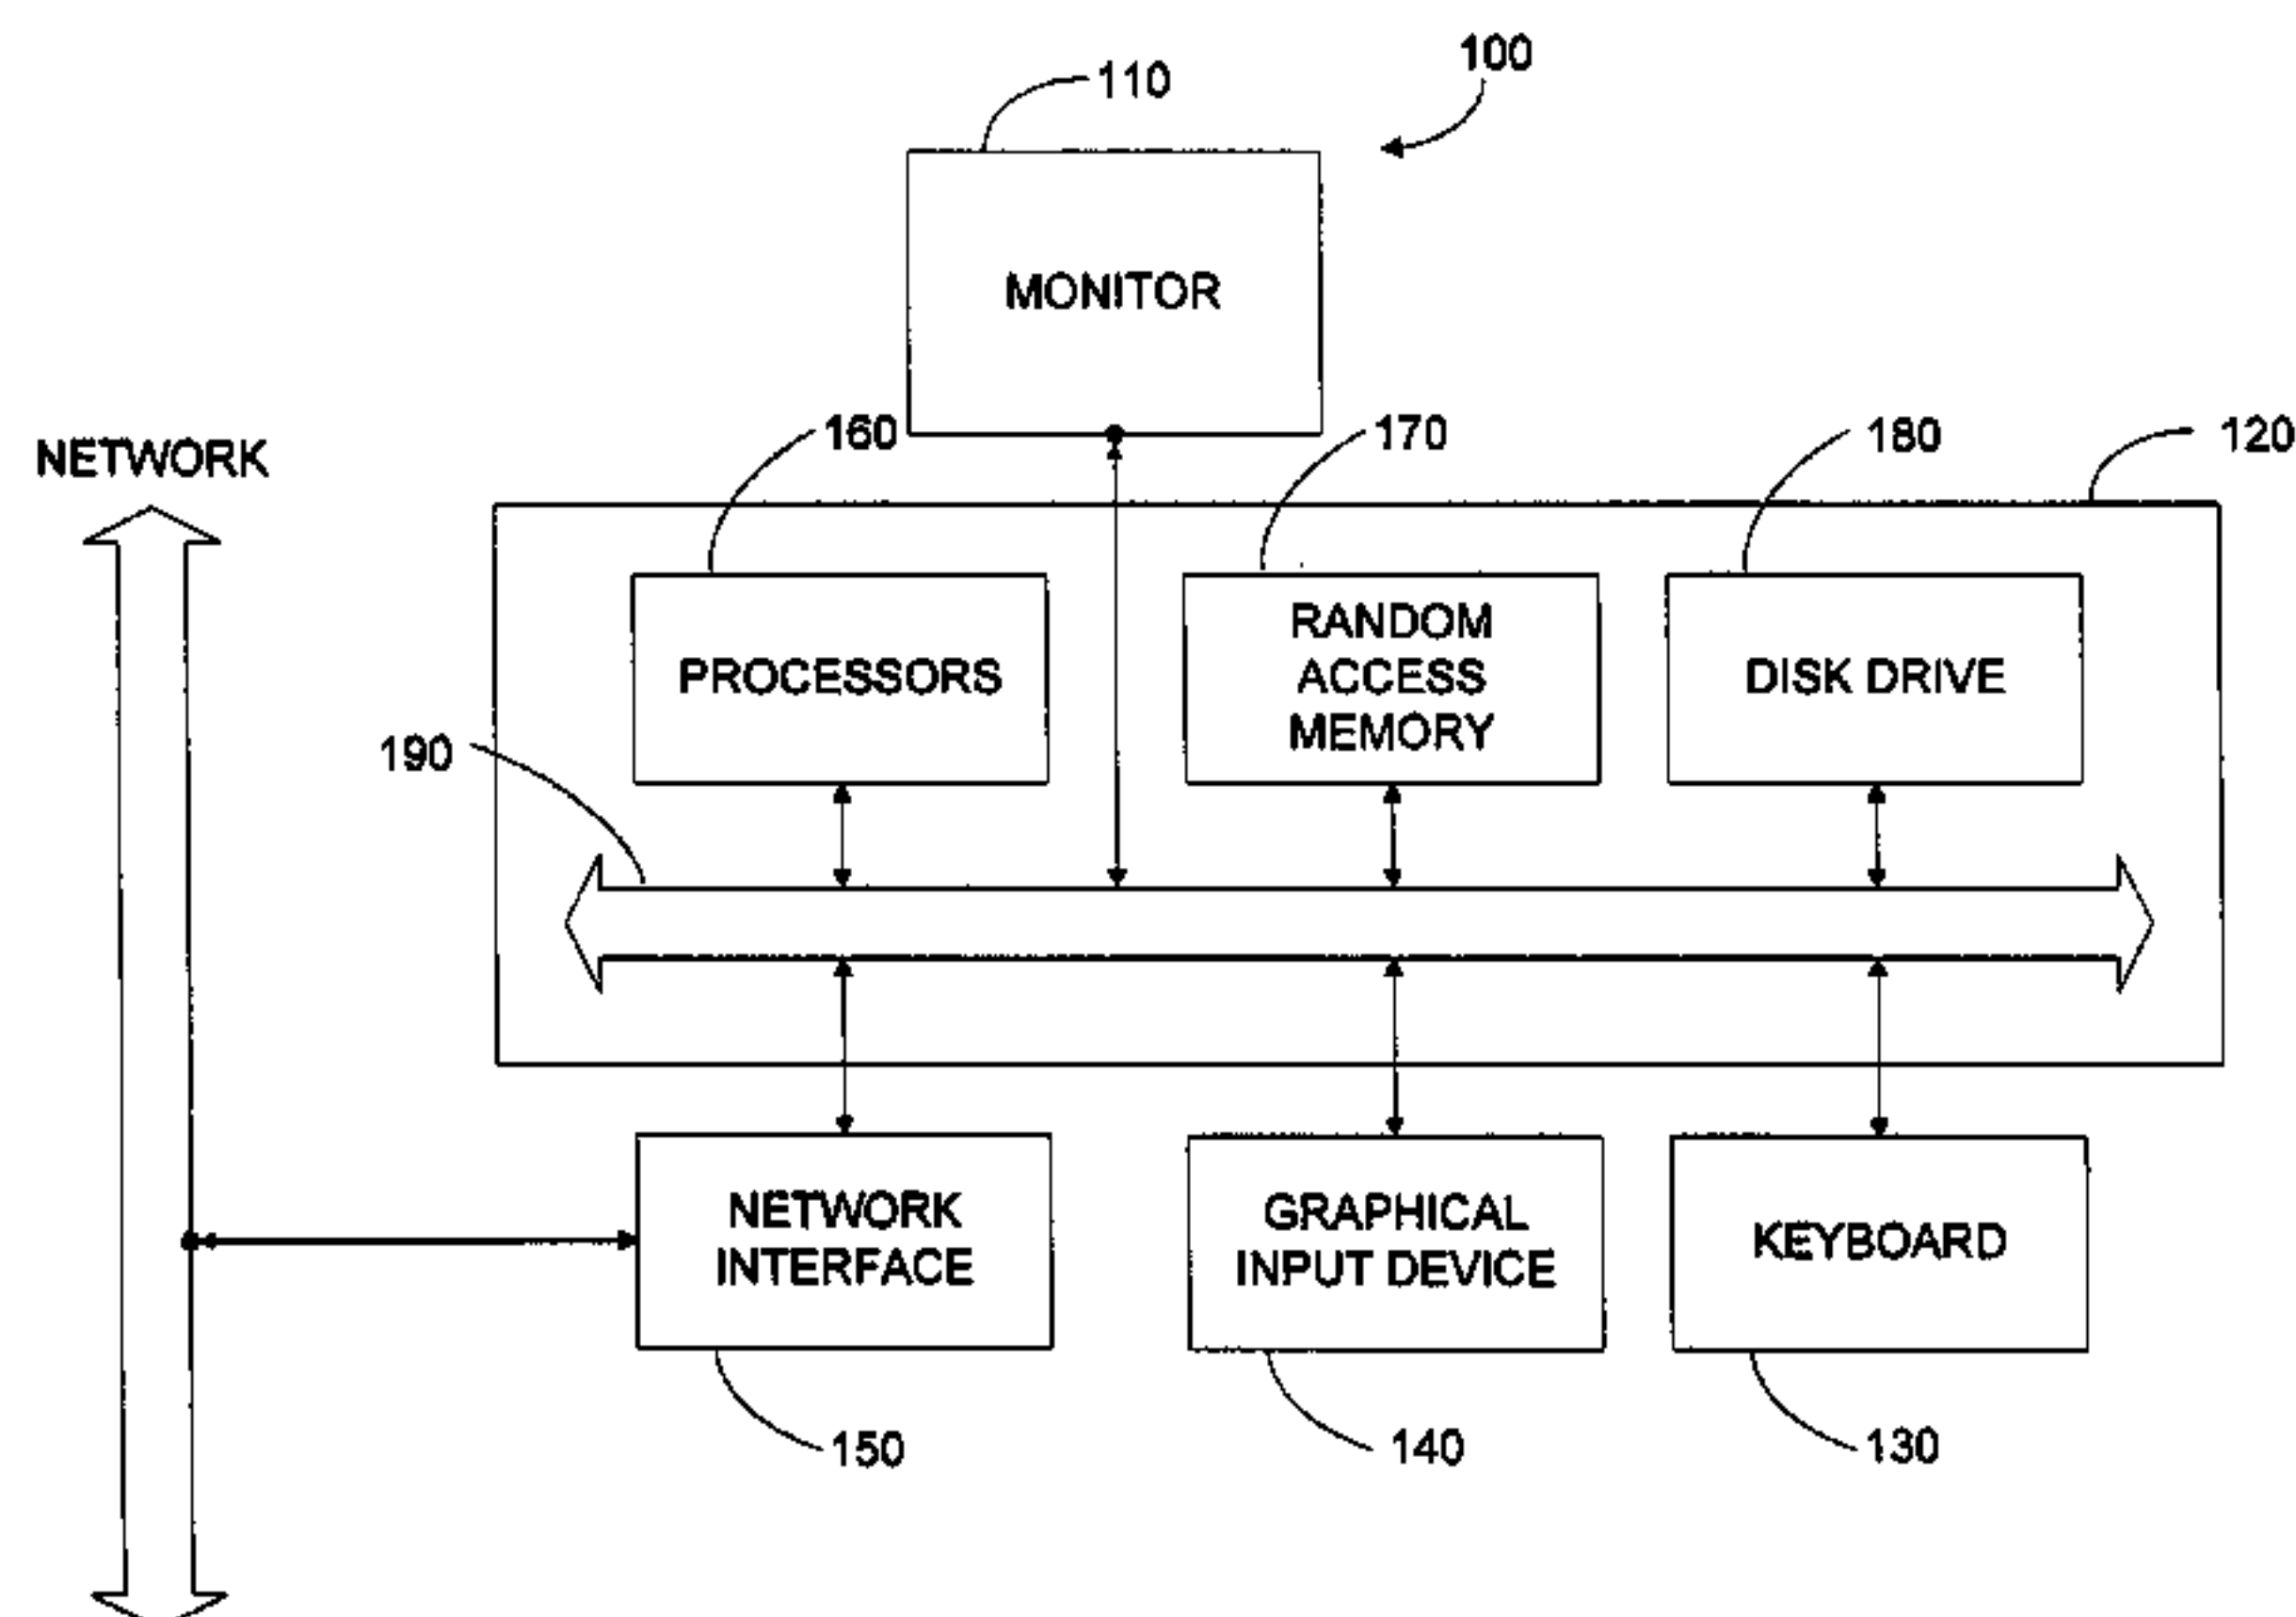 100
110
MONITOR
160
170
180
120
NETWORK
PROCESSORS
RANDOM
ACCESS
MEMORY
DISK DRIVE
190
NETWORK
INTERFACE
GRAPHICAL
INPUT DEVICE
KEYBOARD
150
140
130